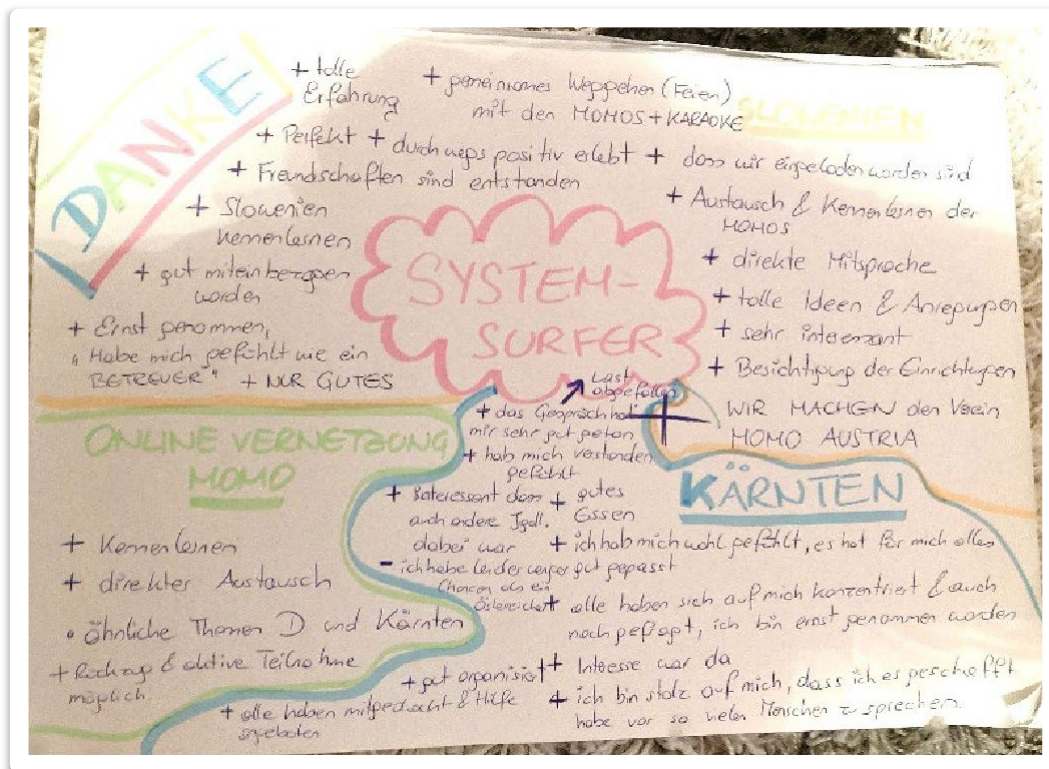 DANKE
+ tolle
Erfahrung
+ gemeinsames Weggehen (Feiern)
mit den MOMOS + KARAOKE
SLOWENIEN
+ Perfekt + durchwegs positiv erlebt + dass wir eingeladen worden sind
+ Freundschaften sind entstanden
+ Slowenien
kennenlernen
+ gut miteinbezogen
worden
+ Ernst genommen,
"Habe mich gefühlt wie ein
BETREUER" + NUR GUTES
SYSTEM-
SURFER
+ Austausch & Kennenlernen der
MOMOS
+ direkte Mitsprache
+ tolle Ideen & Anregungen
+ sehr interessant
+ Besichtigung der Einrichtungen
WIR MACHEN den Verein
MOMO AUSTRIA
ONLINE VERNETZUNG
MOMO
+ Kennenlernen
+ direkter Austausch
• ähnliche Themen D und Kärnten
+ Rückzug & aktive Teilnahme
möglich.
Last
abgefallen
+ das Gespräch hat
mir sehr gut getan
+ hab mich verstanden
gefühlt
+ Interessant dass
auch andere Jgdl.
dabei war
+ gutes
Essen
KÄRNTEN
+ ich hab mich wohl gefühlt, es hat für mich alles
gut gepasst
- ich habe leider weniger
Chancen als ein
Österreicher
+ alle haben sich auf mich konzentriert & auch
nachgefragt, ich bin ernst genommen worden
+ gut organisiert
+ Interesse war da
+ alle haben mitgedacht & Hilfe
angeboten
+ ich bin stolz auf mich, dass ich es geschafft
habe vor so vielen Menschen zu sprechen.